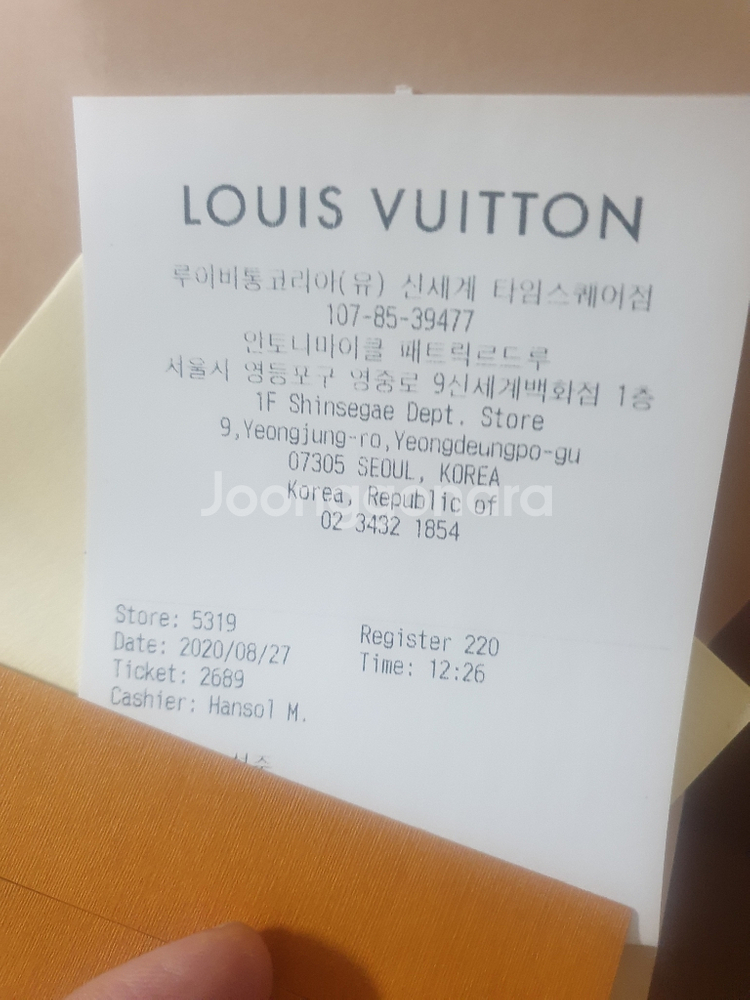 LOUIS VUITTON
루이비통코리아(유) 신세계 타임스퀘어점
107-85-39477
안토니마이클 패트릭르드루
서울시 영등포구 영중로 9신세계백화점 1층
1F Shinsegae Dept. Store
9,Yeongjung-ro,Yeongdeungpo-gu
07305 SEOUL, KOREA
Korea, Republic of
Joonggonara
02 3432 1854
Store: 5319 Register 220
Date: 2020/08/27 Time: 12:26
Ticket: 2689
Cashier: Hansol M.